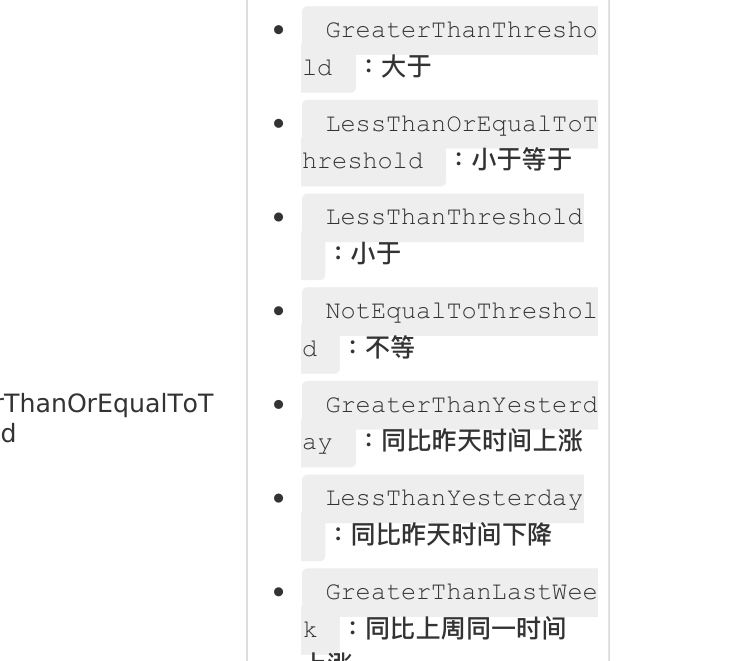 rThanOrEqualToT
d
• GreaterThanThresho
ld ：大于
• LessThanOrEqualToT
hreshold ：小于等于
• LessThanThreshold
：小于
• NotEqualToThreshol
d ：不等
• GreaterThanYesterd
ay ：同比昨天时间上涨
• LessThanYesterday
：同比昨天时间下降
• GreaterThanLastWee
k ：同比上周同一时间
上涨